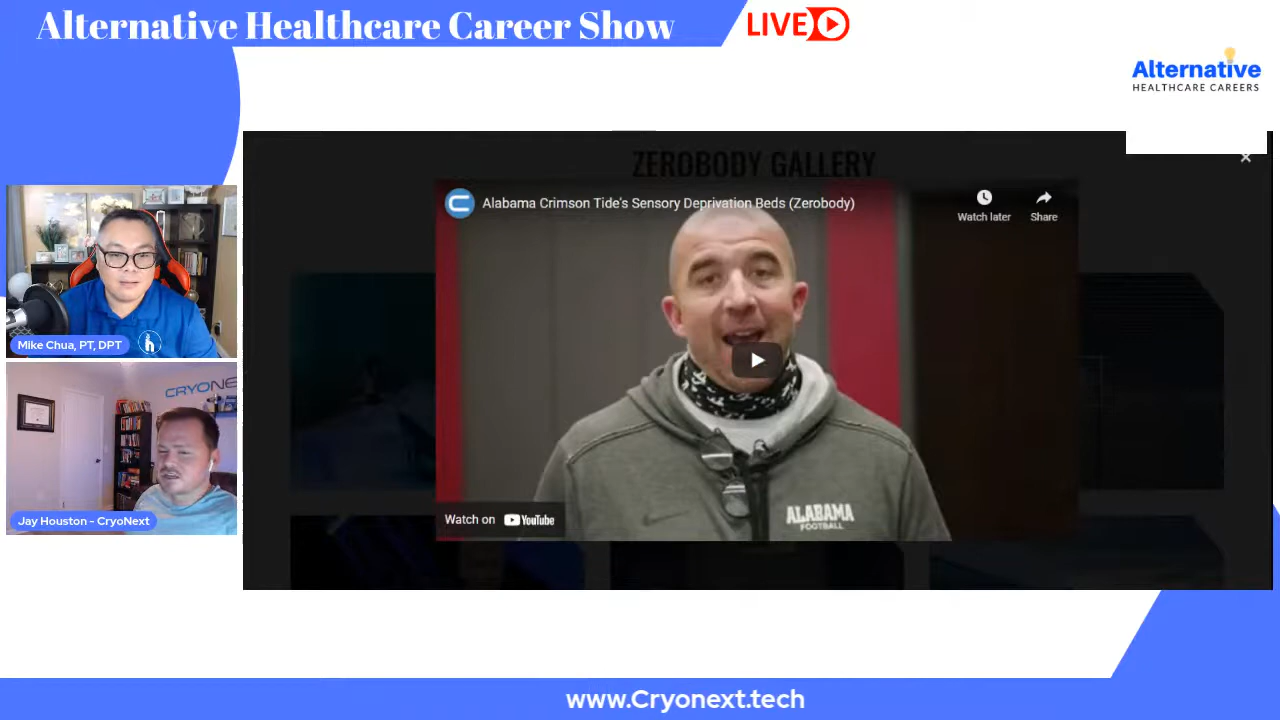 Alternative Healthcare Career Show
LIVE
Alternative
HEALTHCARE CAREERS
ZEROBODY GALLERY
Alabama Crimson Tide's Sensory Deprivation Beds (Zerobody)
Watch later
Share
Mike Chua, PT, DPT
h
CRYONE
Jay Houston - CryoNext
ALABAMA
FOOTBALL
Watch on YouTube
www.Cryonext.tech